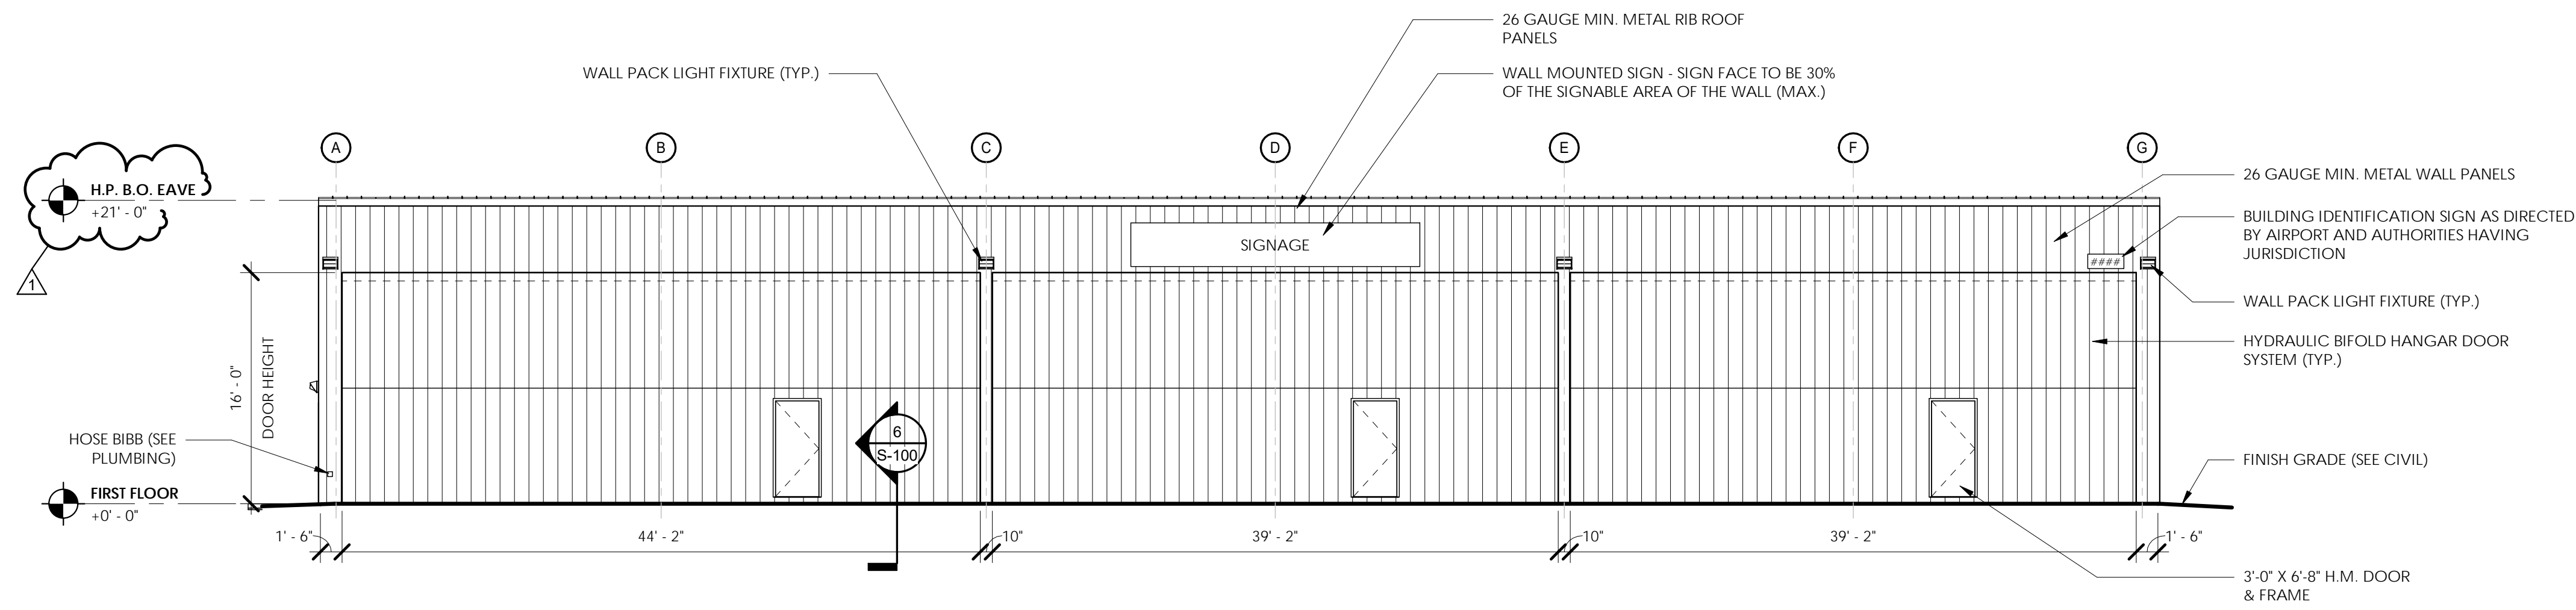 26 GAUGE MIN. METAL RIB ROOF
PANELS
WALL PACK LIGHT FIXTURE (TYP.)
WALL MOUNTED SIGN - SIGN FACE TO BE 30%
OF THE SIGNABLE AREA OF THE WALL (MAX.)
A
B
C
D
E
F
G
H.P. B.O. EAVE
+21' - 0"
1
26 GAUGE MIN. METAL WALL PANELS
BUILDING IDENTIFICATION SIGN AS DIRECTED
BY AIRPORT AND AUTHORITIES HAVING
JURISDICTION
SIGNAGE
####
WALL PACK LIGHT FIXTURE (TYP.)
HYDRAULIC BIFOLD HANGAR DOOR
SYSTEM (TYP.)
16' - 0"
DOOR HEIGHT
HOSE BIBB (SEE
PLUMBING)
6
S-100
FINISH GRADE (SEE CIVIL)
FIRST FLOOR
+0' - 0"
1' - 6"
44' - 2"
10"
39' - 2"
10"
39' - 2"
1' - 6"
3'-0" X 6'-8" H.M. DOOR
& FRAME